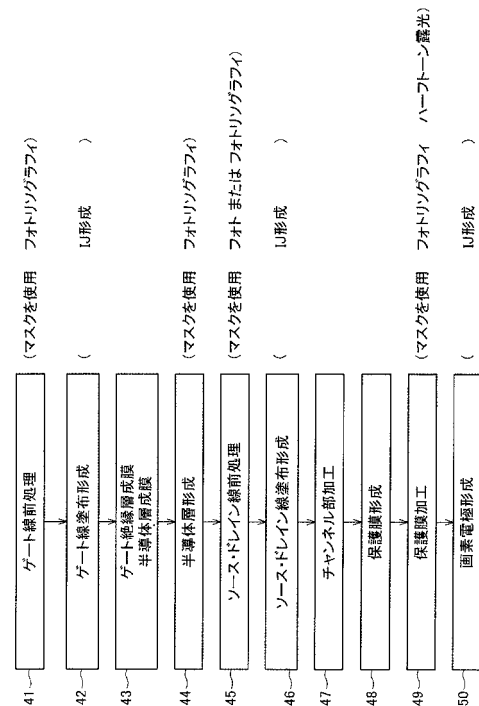 41 ゲート線前処理 (マスクを使用 フォトリソグラフィ)
42 ゲート線塗布形成 ( IJ形成 )
43 ゲート絶縁層成膜
半導体層成膜
44 半導体層形成 (マスクを使用 フォトリソグラフィ)
45 ソース・ドレイン線前処理 (マスクを使用 フォト または フォトリソグラフィ)
46 ソース・ドレイン線塗布形成 ( IJ形成 )
47 チャンネル部加工
48 保護膜形成
49 保護膜加工 (マスクを使用 フォトリソグラフィ ハーフトーン露光)
50 画素電極形成 ( IJ形成 )